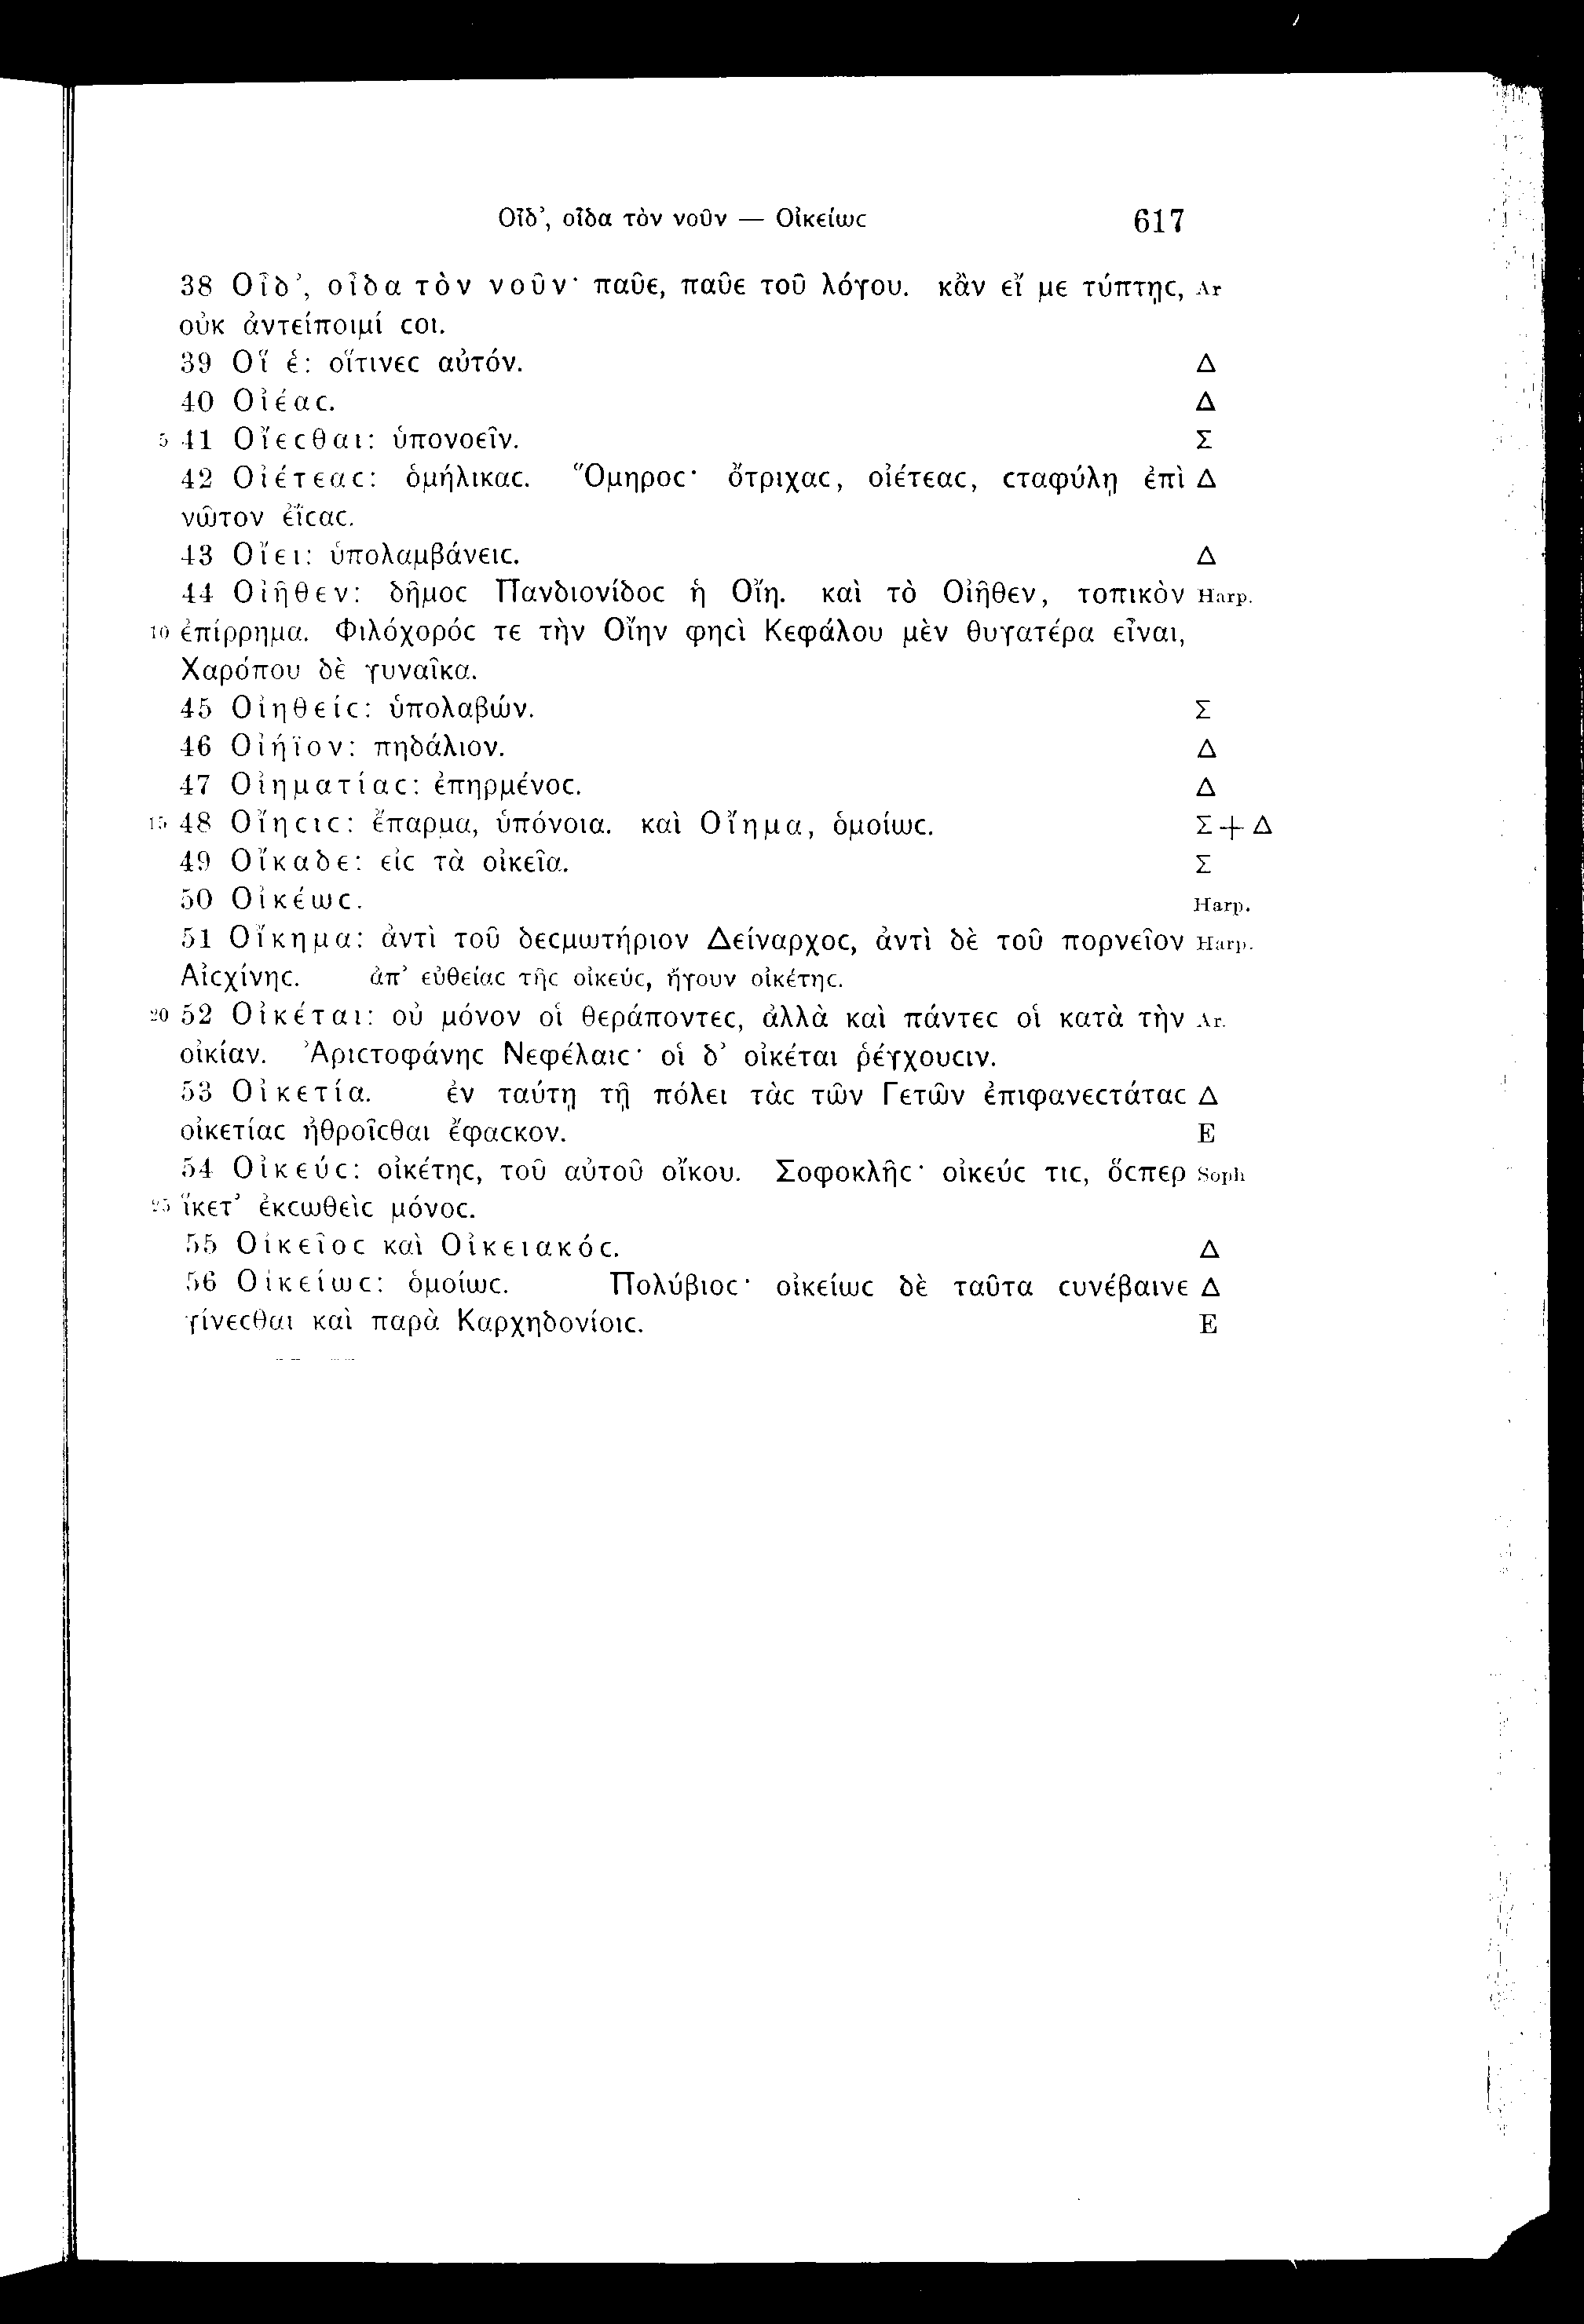 Οἶδ’, οἶδα τὸν νοῦν — Οἰκείωϲ 617
38 Οἶδ’, οἶδα τὸν νοῦν· παῦε, παῦε τοῦ λόγου. κἂν εἴ με τύπτηϲ, Ar
οὐκ ἀντείποιμί ϲοι.
39 Οἵ ἑ: οἵτινεϲ αὐτόν. Δ
40 Οἰέαϲ. Δ
5 41 Οἴεϲθαι: ὑπονοεῖν. Σ
42 Οἰέτεαϲ: ὁμήλικαϲ. Ὅμηροϲ· ὄτριχαϲ, οἰέτεαϲ, ϲταφύλῃ ἐπὶ Δ
νῶτον ἐΐϲαϲ.
43 Οἴει: ὑπολαμβάνειϲ. Δ
44 Οἰῆθεν: δῆμοϲ Πανδιονίδοϲ ἡ Οἴη. καὶ τὸ Οἰῆθεν, τοπικὸν Harp.
10 ἐπίρρημα. Φιλόχορόϲ τε τὴν Οἴην φηϲὶ Κεφάλου μὲν θυγατέρα εἶναι,
Χαρόπου δὲ γυναῖκα.
45 Οἰηθείϲ: ὑπολαβών. Σ
46 Οἰήϊον: πηδάλιον. Δ
47 Οἰηματίαϲ: ἐπηρμένοϲ. Δ
15 48 Οἴηϲιϲ: ἔπαρμα, ὑπόνοια. καὶ Οἴημα, ὁμοίωϲ. Σ+Δ
49 Οἴκαδε: εἰϲ τὰ οἰκεῖα. Σ
50 Οἰκέωϲ. Harp.
51 Οἴκημα: ἀντὶ τοῦ δεϲμωτήριον Δείναρχοϲ, ἀντὶ δὲ τοῦ πορνεῖον Harp.
Αἰϲχίνηϲ. ἀπ’ εὐθείαϲ τῆϲ οἰκεύϲ, ἤγουν οἰκέτηϲ.
20 52 Οἰκέται: οὐ μόνον οἱ θεράποντεϲ, ἀλλὰ καὶ πάντεϲ οἱ κατὰ τὴν Ar.
οἰκίαν. Ἀριϲτοφάνηϲ Νεφέλαιϲ· οἱ δ’ οἰκέται ῥέγχουϲιν.
53 Οἰκετία. ἐν ταύτῃ τῇ πόλει τὰϲ τῶν Γετῶν ἐπιφανεϲτάταϲ Δ
οἰκετίαϲ ἠθροῖϲθαι ἔφαϲκον. E
54 Οἰκεύϲ: οἰκέτηϲ, τοῦ αὐτοῦ οἴκου. Σοφοκλῆϲ· οἰκεύϲ τιϲ, ὅϲπερ Soph
25 ἵκετ’ ἐκϲωθεὶϲ μόνοϲ.
55 Οἰκεῖοϲ καὶ Οἰκειακόϲ. Δ
56 Οἰκείωϲ: ὁμοίωϲ. Πολύβιοϲ· οἰκείωϲ δὲ ταῦτα ϲυνέβαινε Δ
γίνεϲθαι καὶ παρὰ Καρχηδονίοιϲ. E